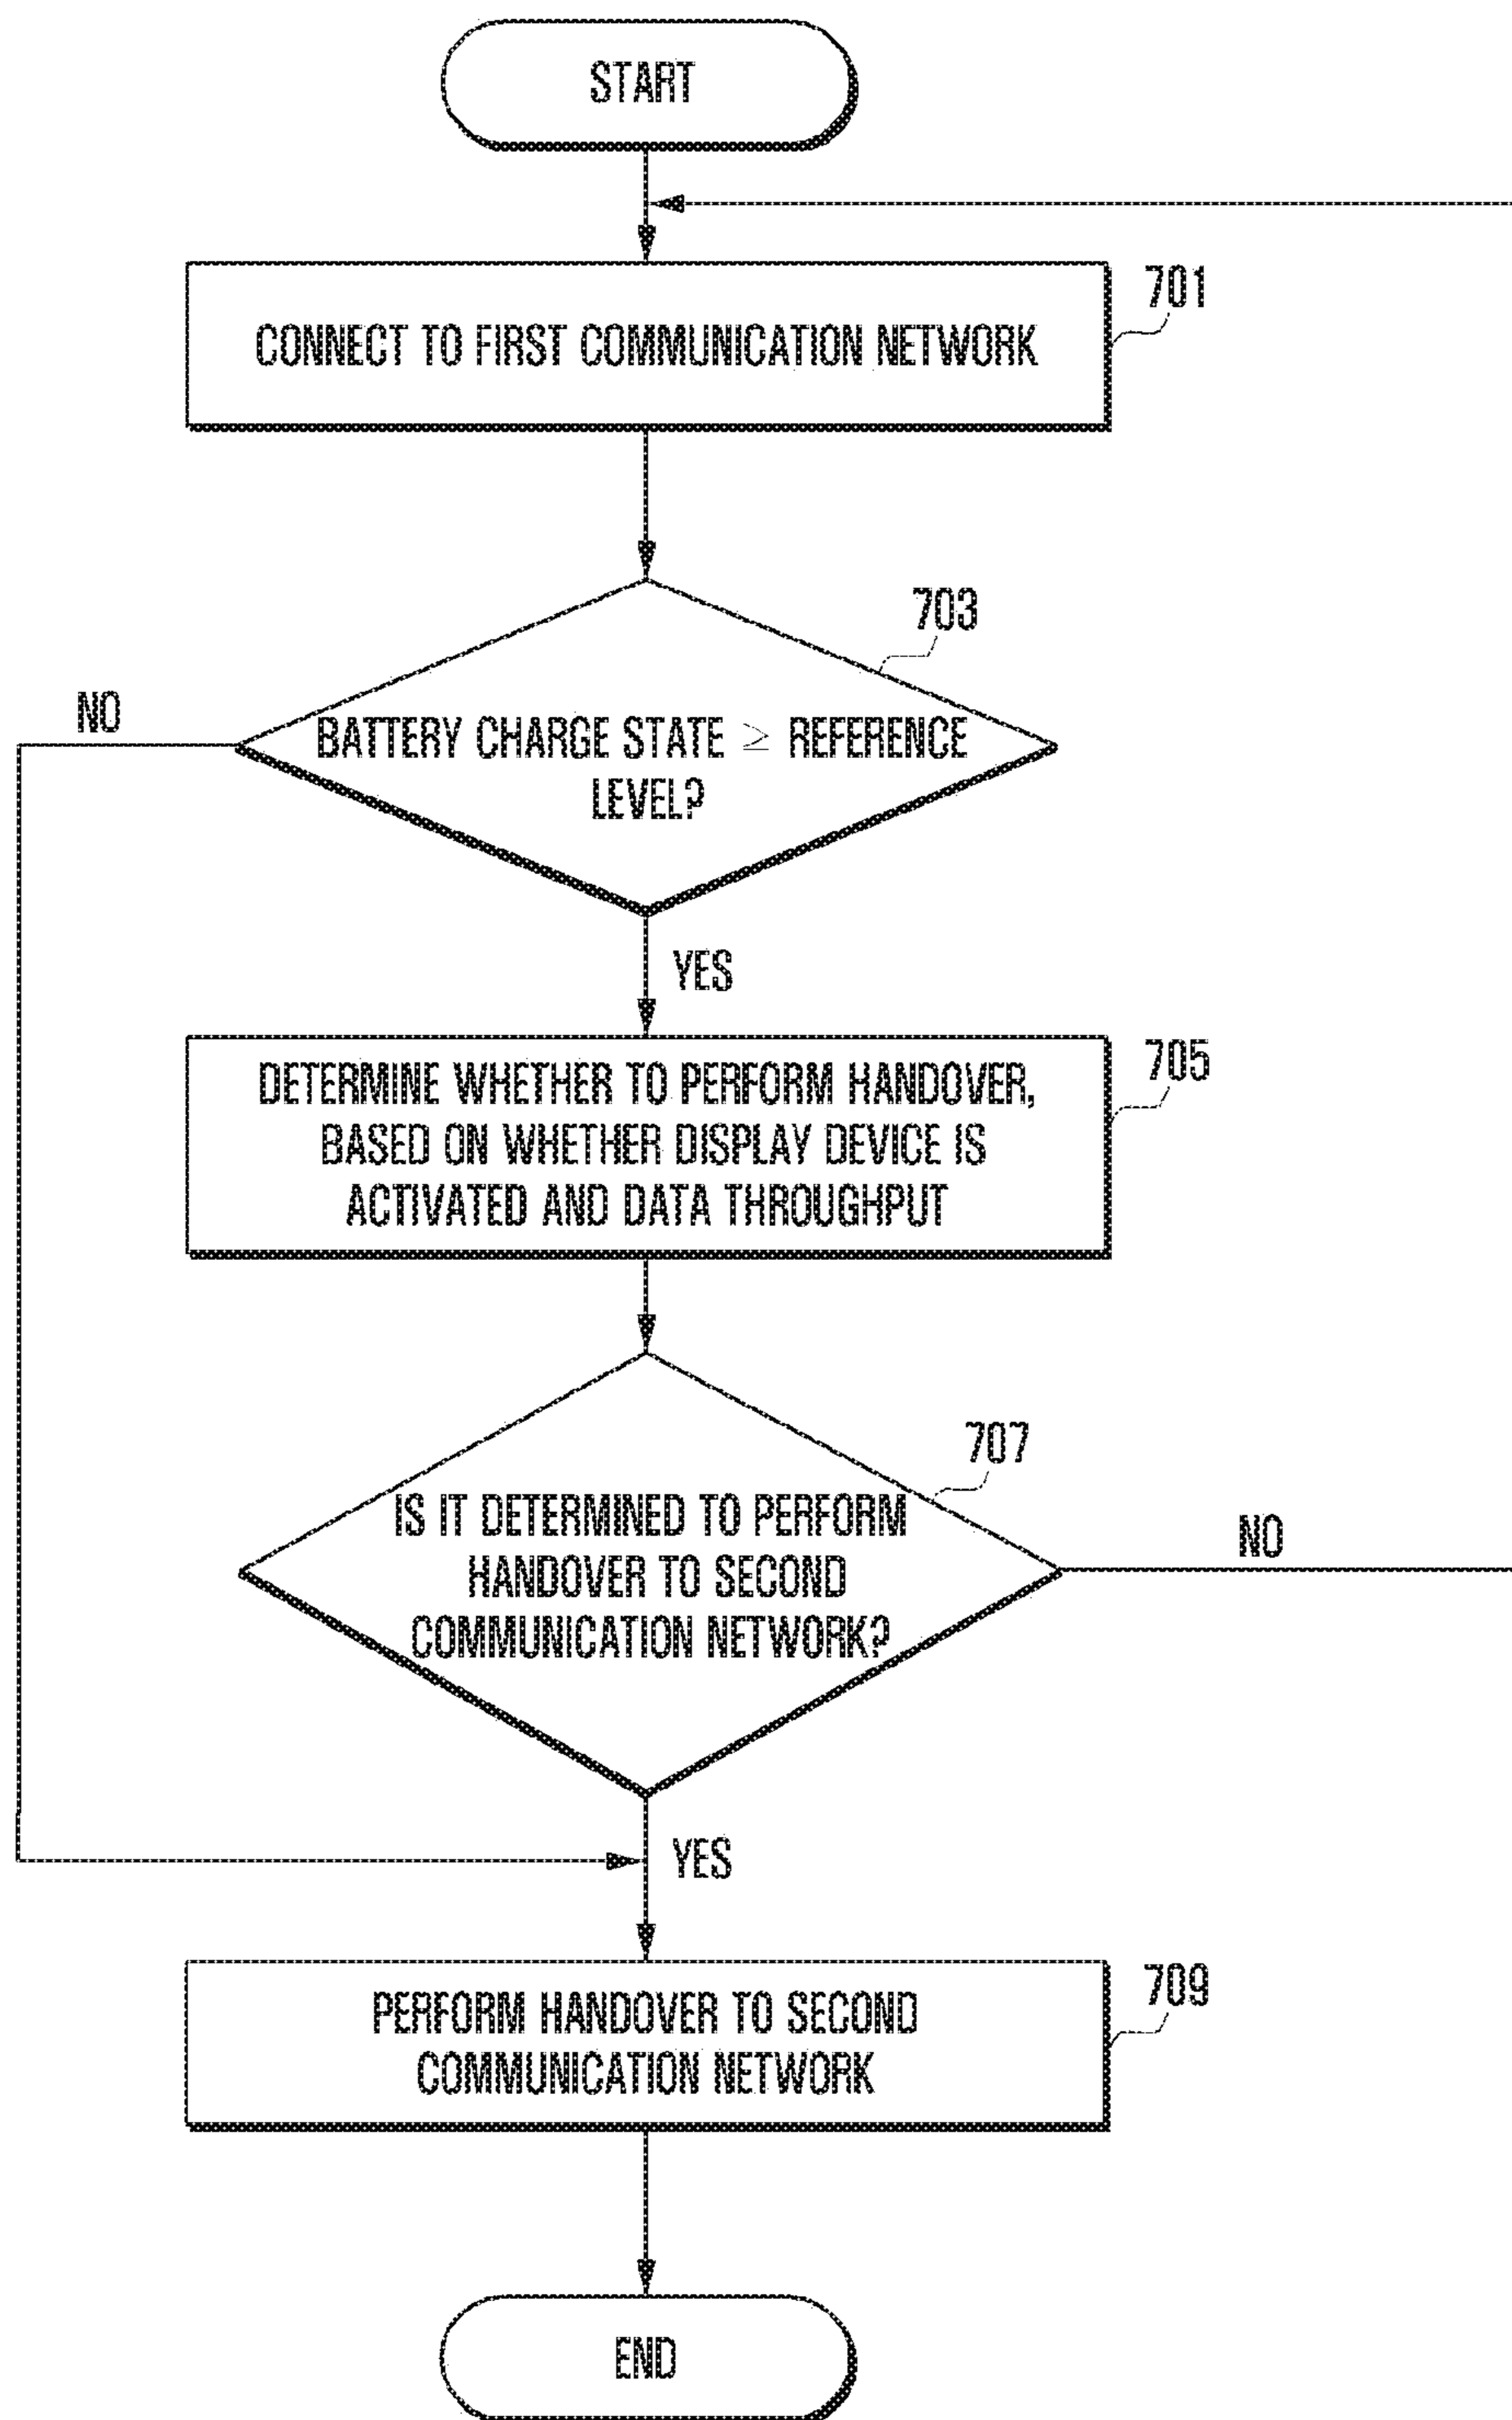 START
701
CONNECT TO FIRST COMMUNICATION NETWORK
703
NO
BATTERY CHARGE STATE ≥ REFERENCE
LEVEL?
YES
705
DETERMINE WHETHER TO PERFORM HANDOVER,
BASED ON WHETHER DISPLAY DEVICE IS
ACTIVATED AND DATA THROUGHPUT
707
IS IT DETERMINED TO PERFORM
HANDOVER TO SECOND
COMMUNICATION NETWORK?
NO
YES
709
PERFORM HANDOVER TO SECOND
COMMUNICATION NETWORK
END